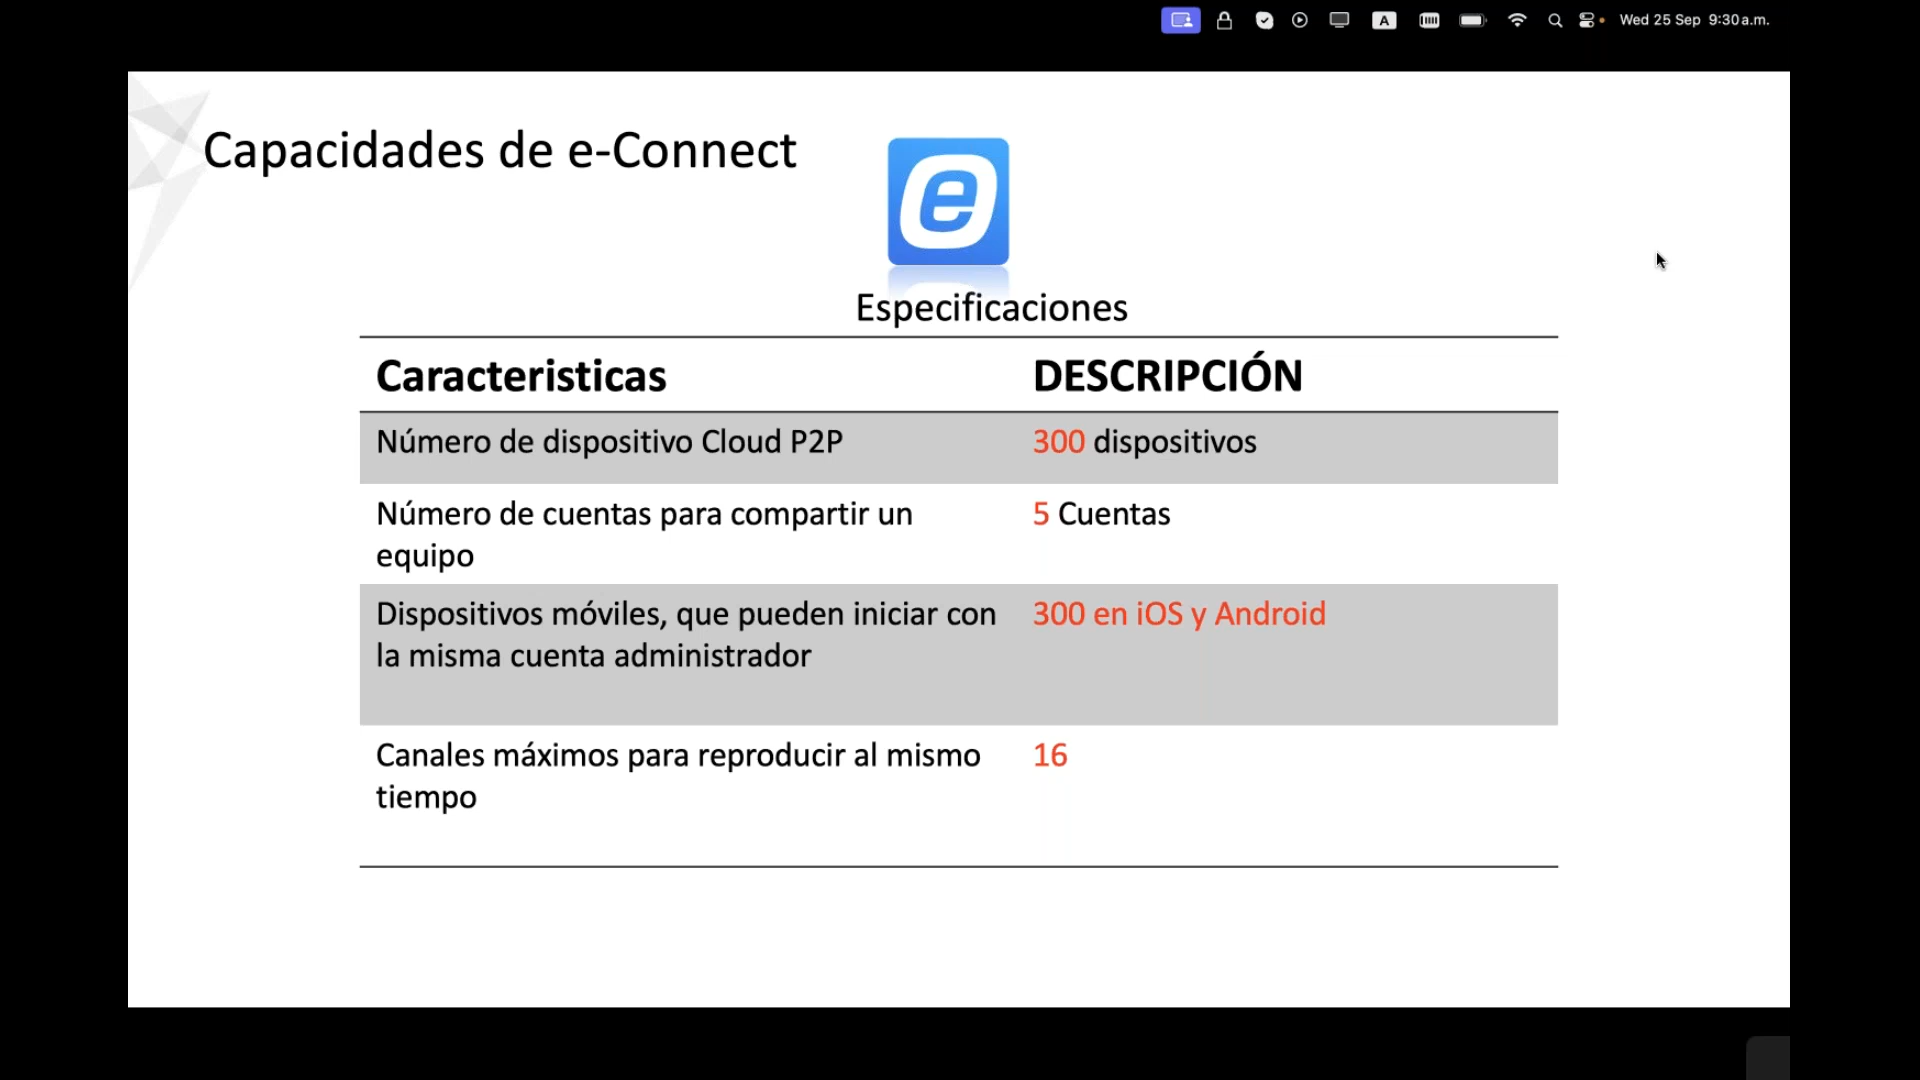 A
Wed 25 Sep 9:30 a.m.
Capacidades de e-Connect
e
Especificaciones
Caracteristicas DESCRIPCIÓN
Número de dispositivo Cloud P2P 300 dispositivos
Número de cuentas para compartir un 5 Cuentas
equipo
Dispositivos móviles, que pueden iniciar con 300 en iOS y Android
la misma cuenta administrador
Canales máximos para reproducir al mismo 16
tiempo